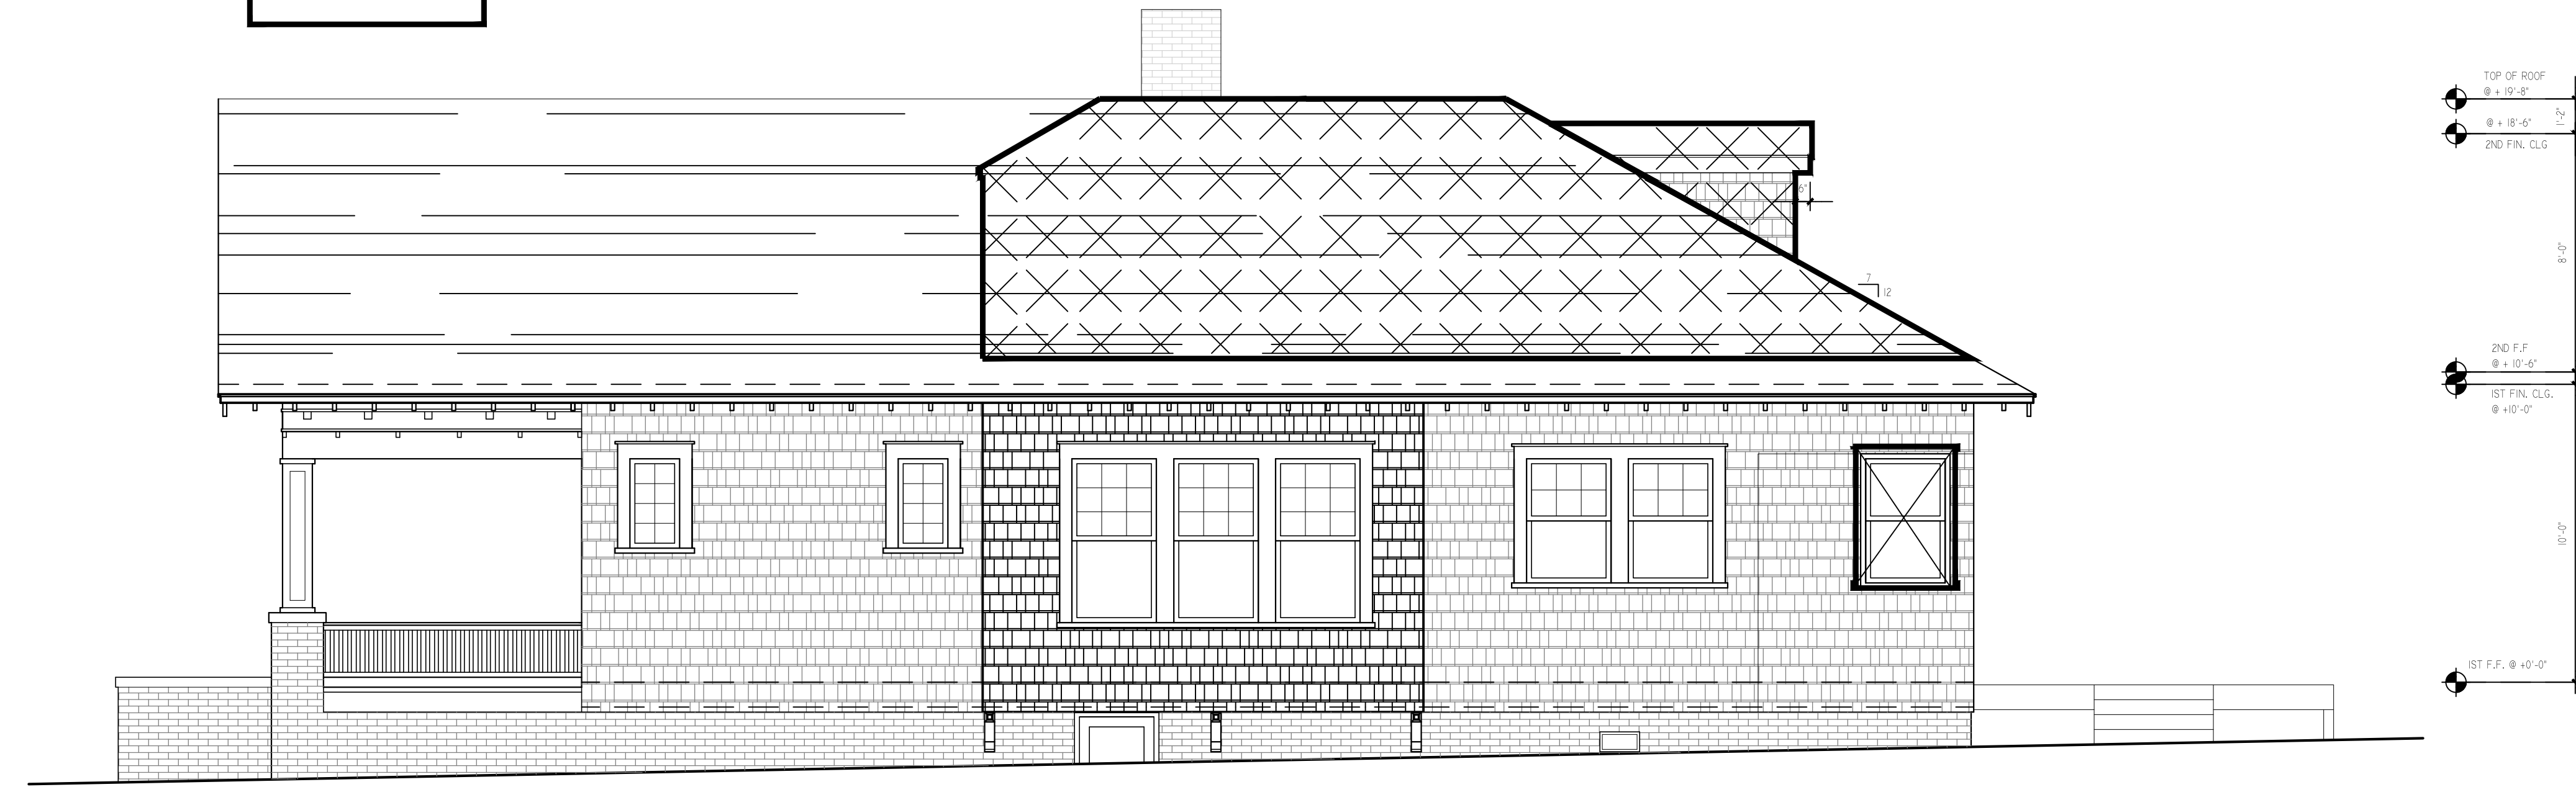 TOP OF ROOF
@ + 19'-8"
1'-2"
@ + 18'-6"
2ND FIN. CLG
6"
8'-0"
7
12
2ND F.F
@ + 10'-6"
1ST FIN. CLG.
@ +10'-0"
10'-0"
1ST F.F. @ +0'-0"